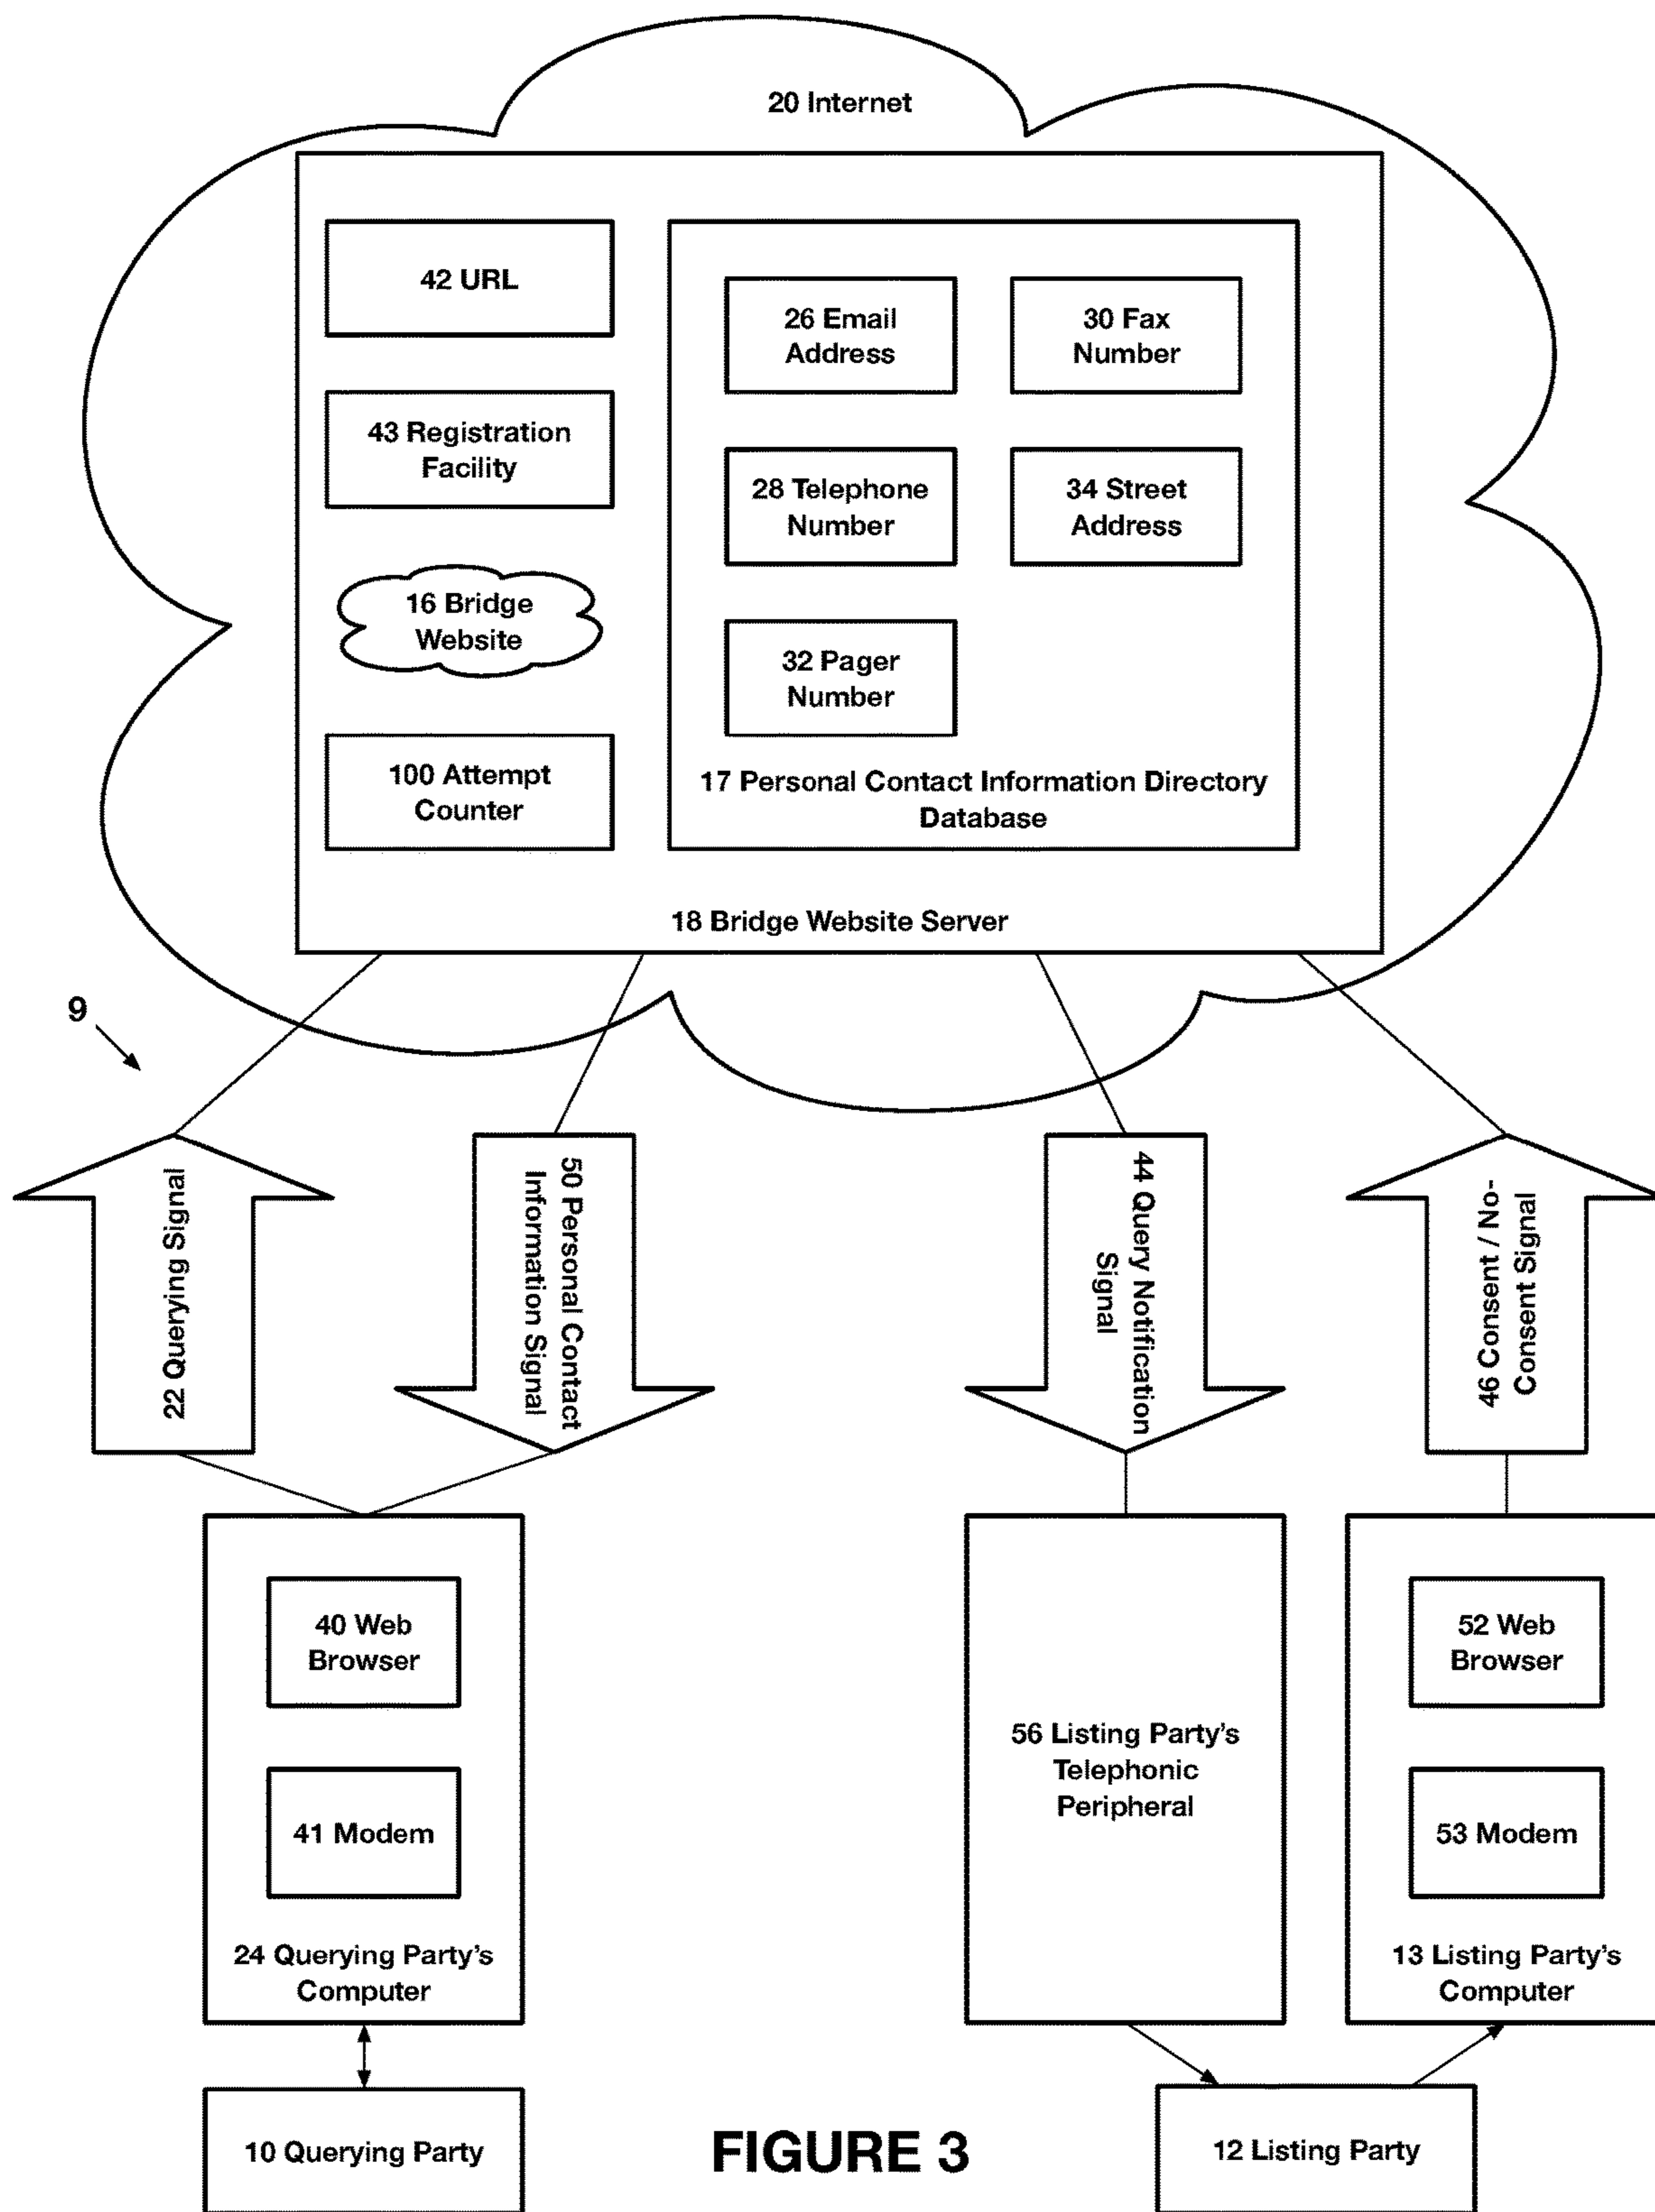 20 Internet
42 URL
26 Email
Address
30 Fax
Number
43 Registration
Facility
28 Telephone
Number
34 Street
Address
16 Bridge
Website
32 Pager
Number
100 Attempt
Counter
17 Personal Contact Information Directory
Database
18 Bridge Website Server
9
22 Querying Signal
50 Personal Contact
Information Signal
44 Query Notification
Signal
46 Consent / No-
Consent Signal
40 Web
Browser
41 Modem
24 Querying Party's
Computer
56 Listing Party's
Telephonic
Peripheral
52 Web
Browser
53 Modem
13 Listing Party's
Computer
10 Querying Party
FIGURE 3
12 Listing Party